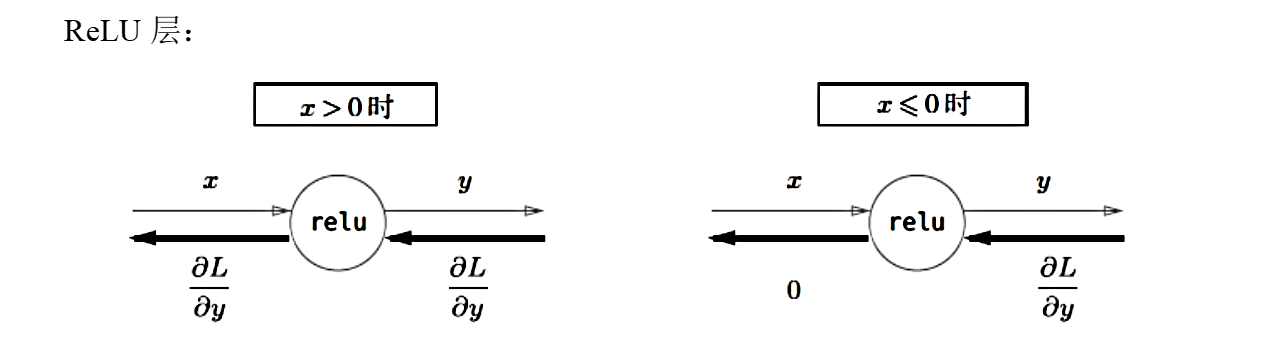 ReLU 层：
x > 0 时
x ⩽ 0 时
x
y
relu
∂L
∂y
∂L
∂y
x
y
relu
0
∂L
∂y